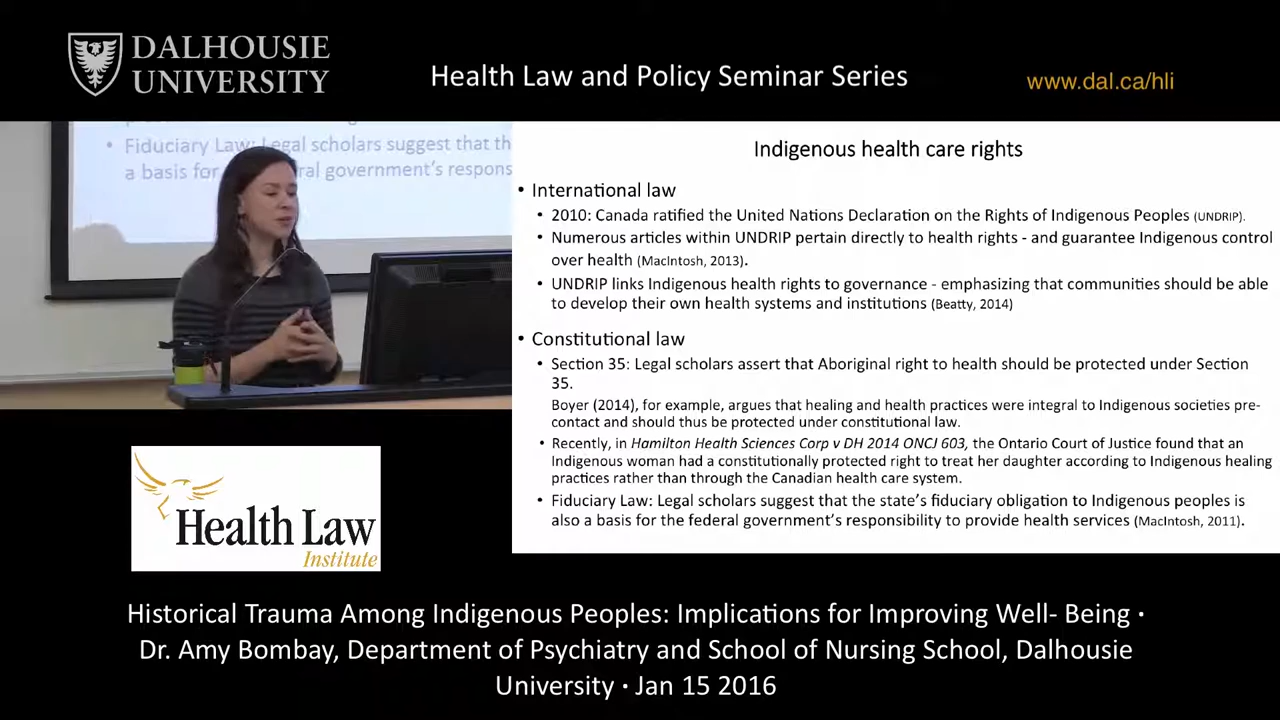 DALHOUSIE
UNIVERSITY
Health Law and Policy Seminar Series
www.dal.ca/hli
Fiduciary Law: Legal scholars suggest that th
a basis for ral government's respons
Indigenous health care rights
• International law
• 2010: Canada ratified the United Nations Declaration on the Rights of Indigenous Peoples (UNDRIP).
• Numerous articles within UNDRIP pertain directly to health rights - and guarantee Indigenous control
over health (MacIntosh, 2013).
• UNDRIP links Indigenous health rights to governance - emphasizing that communities should be able
to develop their own health systems and institutions (Beatty, 2014)
• Constitutional law
• Section 35: Legal scholars assert that Aboriginal right to health should be protected under Section
35.
Boyer (2014), for example, argues that healing and health practices were integral to Indigenous societies pre-
contact and should thus be protected under constitutional law.
• Recently, in Hamilton Health Sciences Corp v DH 2014 ONCJ 603, the Ontario Court of Justice found that an
Indigenous woman had a constitutionally protected right to treat her daughter according to Indigenous healing
practices rather than through the Canadian health care system.
• Fiduciary Law: Legal scholars suggest that the state's fiduciary obligation to Indigenous peoples is
also a basis for the federal government's responsibility to provide health services (MacIntosh, 2011).
Health Law
Institute
Historical Trauma Among Indigenous Peoples: Implications for Improving Well- Being ·
Dr. Amy Bombay, Department of Psychiatry and School of Nursing School, Dalhousie
University · Jan 15 2016